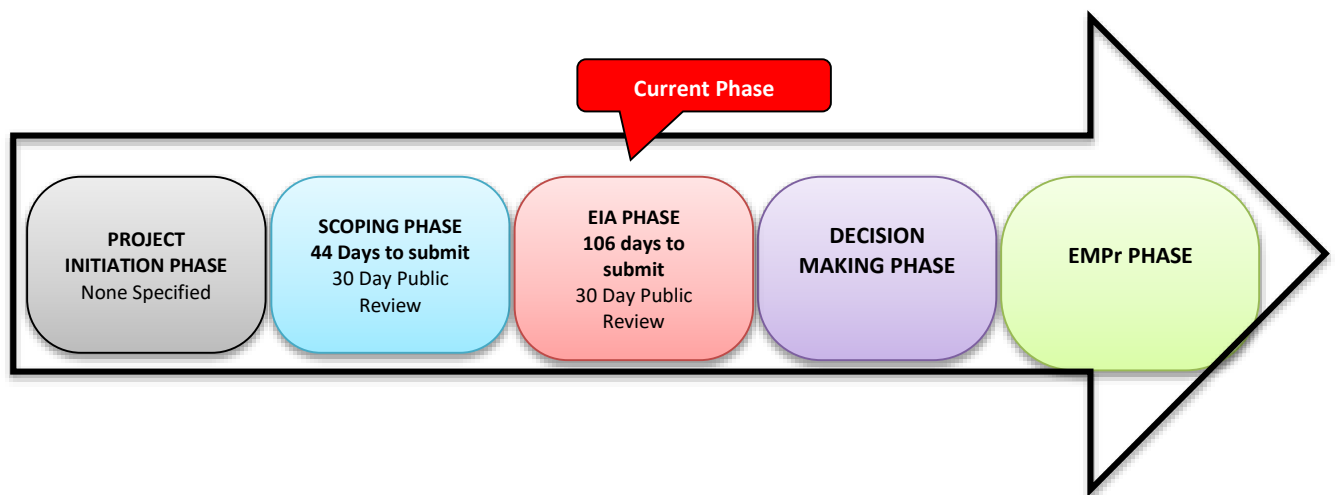 Current Phase
PROJECT
INITIATION PHASE
None Specified
SCOPING PHASE
44 Days to submit
30 Day Public
Review
EIA PHASE
106 days to
submit
30 Day Public
Review
DECISION
MAKING PHASE
EMPr PHASE